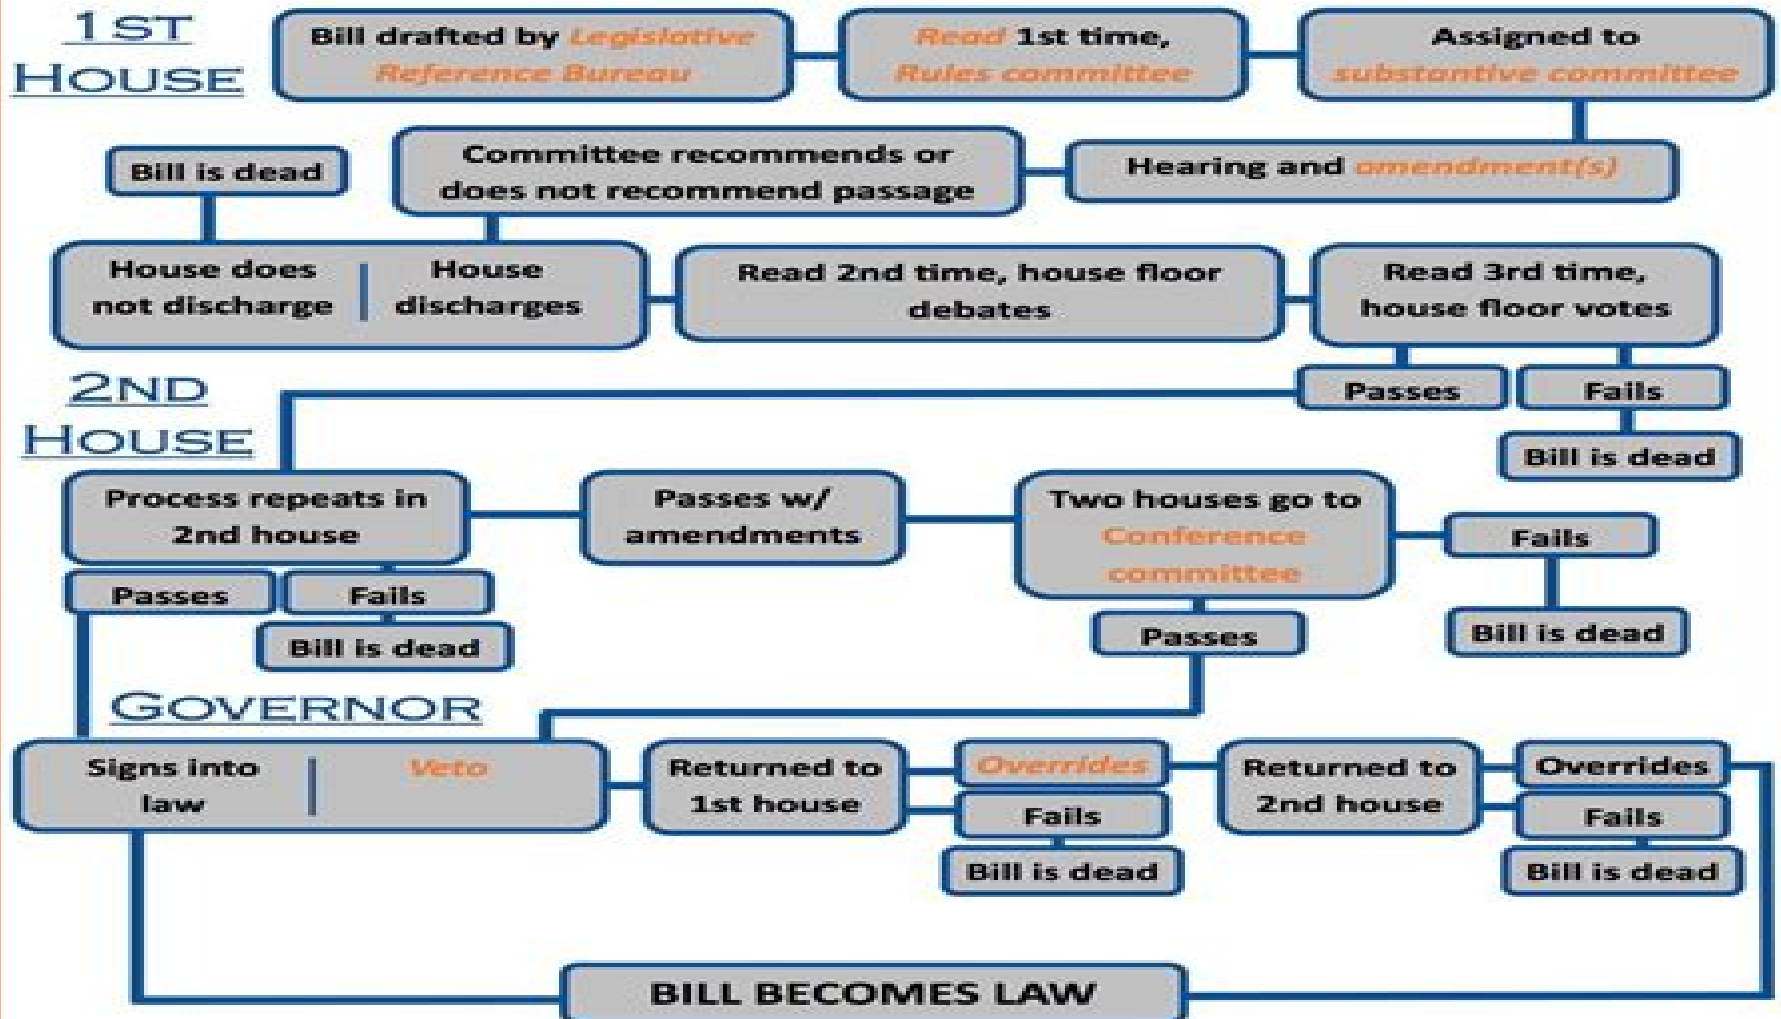 1ST
HOUSE
Bill drafted by Legislative
Reference Bureau
Read 1st time,
Rules committee
Assigned to
substantive committee
Bill is dead
Committee recommends or
does not recommend passage
Hearing and amendment(s)
House does
not discharge
House
discharges
Read 2nd time, house floor
debates
Read 3rd time,
house floor votes
Passes
Fails
Bill is dead
2ND
HOUSE
Process repeats in
2nd house
Passes w/
amendments
Two houses go to
Conference
committee
Fails
Bill is dead
Passes
Fails
Bill is dead
Passes
GOVERNOR
Signs into
law
Veto
Returned to
1st house
Overrides
Fails
Bill is dead
Returned to
2nd house
Overrides
Fails
Bill is dead
BILL BECOMES LAW